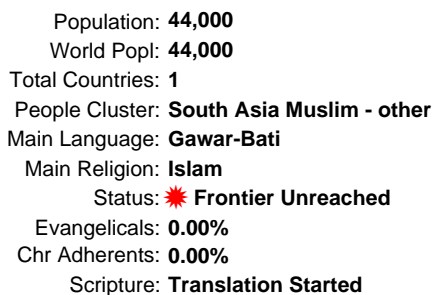 Population: 44,000
World Popl: 44,000
Total Countries: 1
People Cluster: South Asia Muslim - other
Main Language: Gawar-Bati
Main Religion: Islam
Status: Frontier Unreached
Evangelicals: 0.00%
Chr Adherents: 0.00%
Scripture: Translation Started